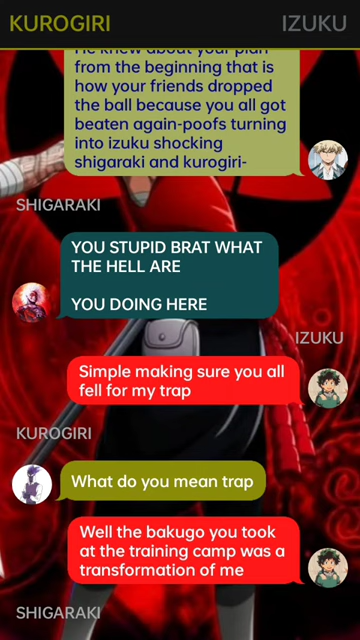 KUROGIRI IZUKU
He knew about your plan
from the beginning that is
how your friends dropped
the ball because you all got
beaten again-poofs turning
into izuku shocking
shigaraki and kurogiri-
SHIGARAKI
YOU STUPID BRAT WHAT
THE HELL ARE
YOU DOING HERE
IZUKU
Simple making sure you all
fell for my trap
KUROGIRI
What do you mean trap
Well the bakugo you took
at the training camp was a
transformation of me
SHIGARAKI